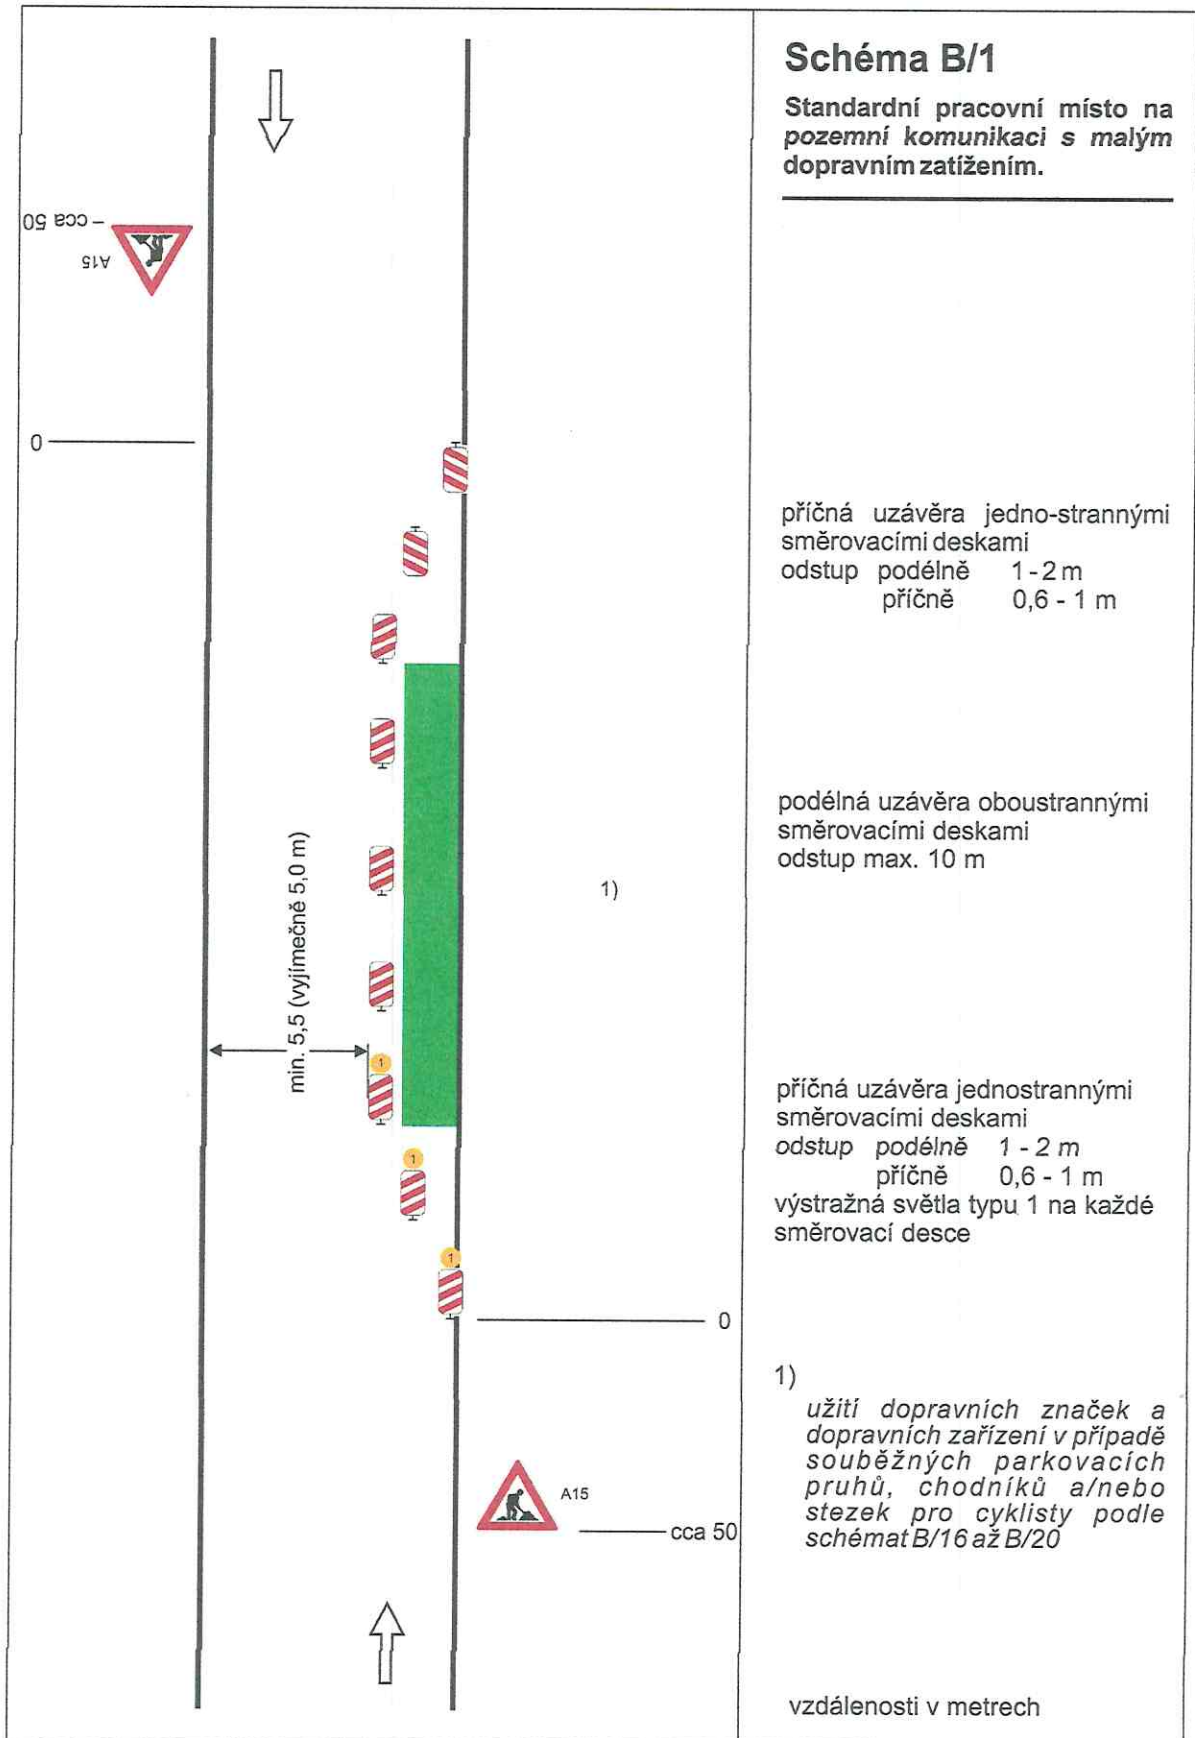 Schéma B/1
Standardní pracovní místo na
pozemní komunikaci s malým
dopravním zatížením.
cca 50
A15
0
příčná uzávěra jedno-strannými
směrovacími deskami
odstup podélně 1 - 2 m
příčně 0,6 - 1 m
podélná uzávěra oboustrannými
směrovacími deskami
odstup max. 10 m
1)
min. 5,5 (vyjímečně 5,0 m)
1
příčná uzávěra jednostrannými
směrovacími deskami
odstup podélně 1 - 2 m
příčně 0,6 - 1 m
výstražná světla typu 1 na každé
směrovací desce
1
1
0
1)
užití dopravních značek a
dopravních zařízení v případě
souběžných parkovacích
pruhů, chodníků a/nebo
stezek pro cyklisty podle
schémat B/16 až B/20
A15
cca 50
vzdálenosti v metrech